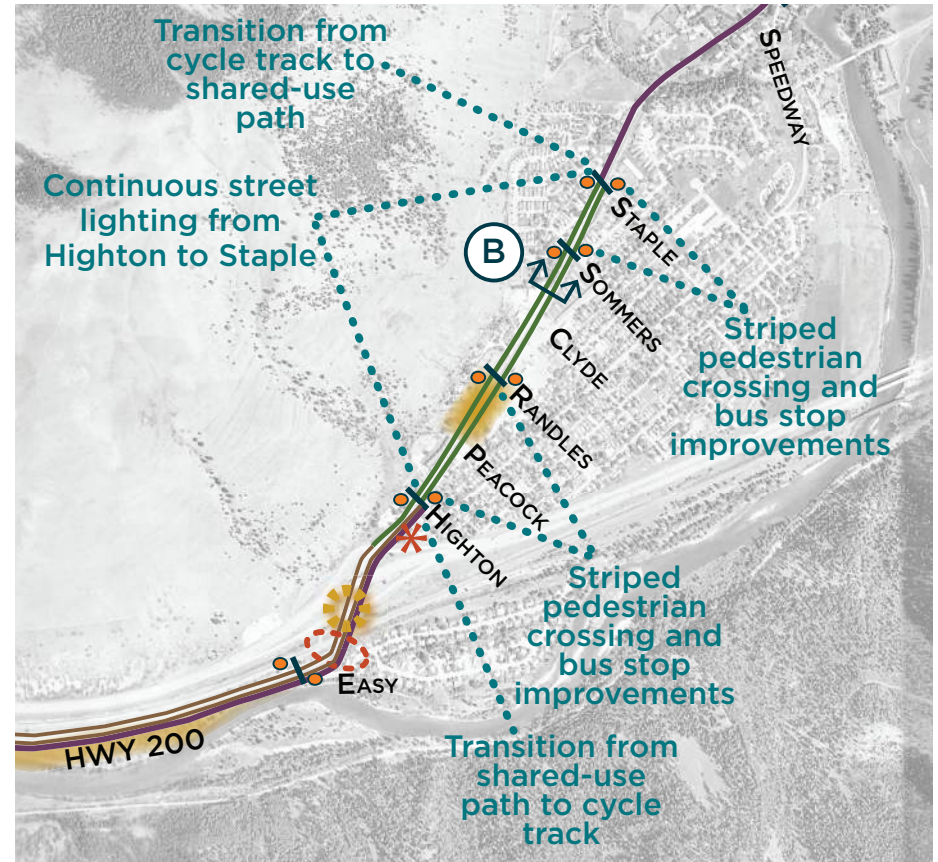 Transition from
cycle track to
shared-use
path
SPEEDWAY
Continuous street
lighting from
Highton to Staple
STAPLE
B
SOMMERS
CLYDE
Striped
pedestrian
crossing and
bus stop
improvements
RANDLES
PEACOCK
HIGHTON
Striped
pedestrian
crossing and
bus stop
improvements
EASY
HWY 200
Transition from
shared-use
path to cycle
track